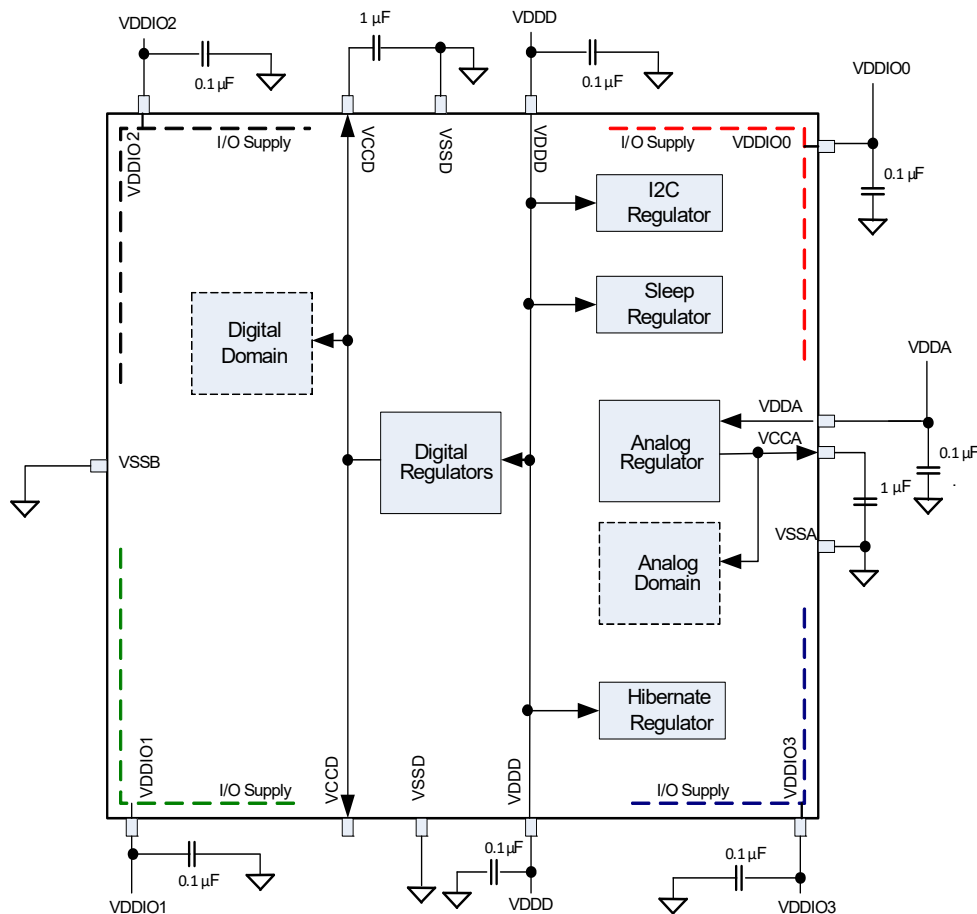 VDDIO2
1 µF
VDDD
0.1 µF
0.1 µF
VDDIO0
0.1 µF
I/O Supply
I/O Supply
VDDIO0
VDDIO2
VCCD
VSSD
VDDD
I2C
Regulator
Sleep
Regulator
Digital
Domain
VDDA
VDDA
Analog
Regulator
VCCA
Digital
Regulators
VSSB
0.1 µF
.
1 µF
VSSA
Analog
Domain
Hibernate
Regulator
VDDIO1
VCCD
VSSD
VDDD
VDDIO3
I/O Supply
I/O Supply
0.1 µF
0.1 µF
0.1 µF
VDDIO1
VDDD
VDDIO3